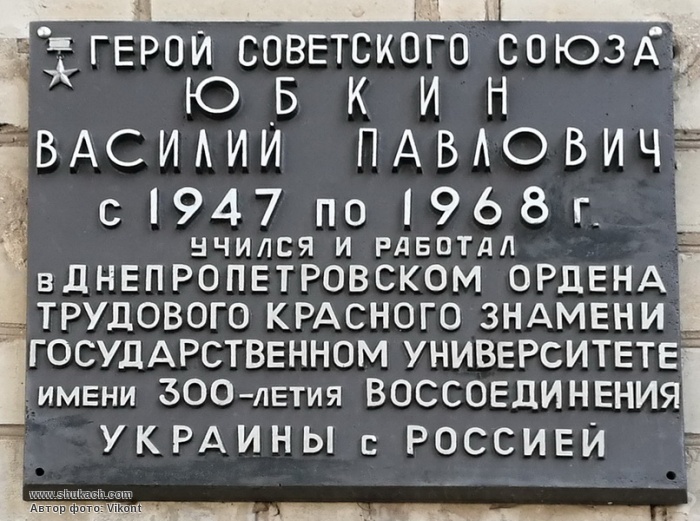 ГЕРОЙ СОВЕТСКОГО СОЮЗА
ЮБКИН
ВАСИЛИЙ ПАВЛОВИЧ
с 1947 по 1968 г.
УЧИЛСЯ И РАБОТАЛ
в ДНЕПРОПЕТРОВСКОМ ОРДЕНА
ТРУДОВОГО КРАСНОГО ЗНАМЕНИ
ГОСУДАРСТВЕННОМ УНИВЕРСИТЕТЕ
ИМЕНИ 300-ЛЕТИЯ ВОССОЕДИНЕНИЯ
УКРАИНЫ с РОССИЕЙ
www.shukach.com
Автор фото: Vikont